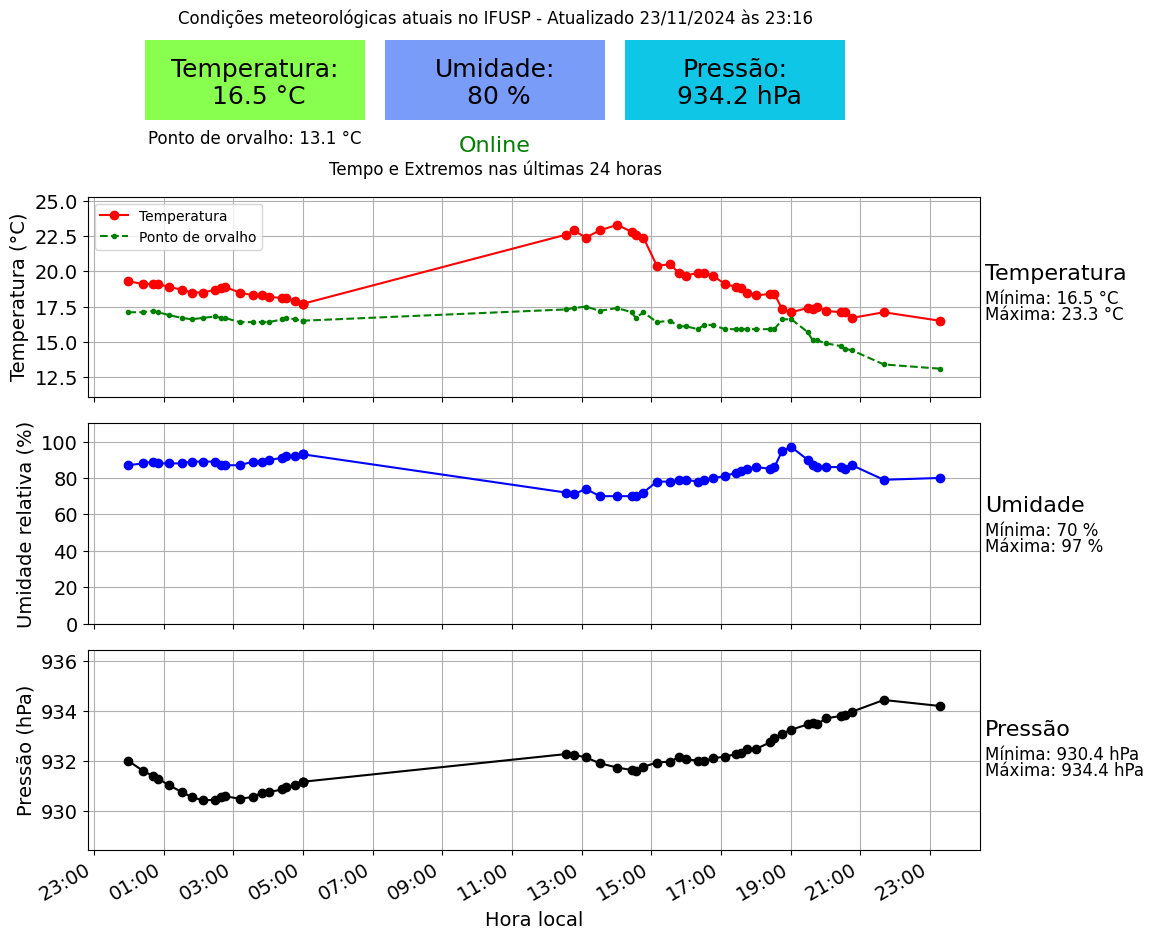 Condições meteorológicas atuais no IFUSP - Atualizado 23/11/2024 às 23:16
Temperatura:
16.5 °C
Umidade:
80 %
Pressão:
934.2 hPa
Ponto de orvalho: 13.1 °C
Online
Tempo e Extremos nas últimas 24 horas
Temperatura (°C)
25.0
22.5
20.0
17.5
15.0
12.5
Temperatura
Ponto de orvalho
Temperatura
Mínima: 16.5 °C
Máxima: 23.3 °C
Umidade relativa (%)
100
80
60
40
20
0
Umidade
Mínima: 70 %
Máxima: 97 %
Pressão (hPa)
936
934
932
930
Pressão
Mínima: 930.4 hPa
Máxima: 934.4 hPa
23:00 01:00 03:00 05:00 07:00 09:00 11:00 13:00 15:00 17:00 19:00 21:00 23:00
Hora local